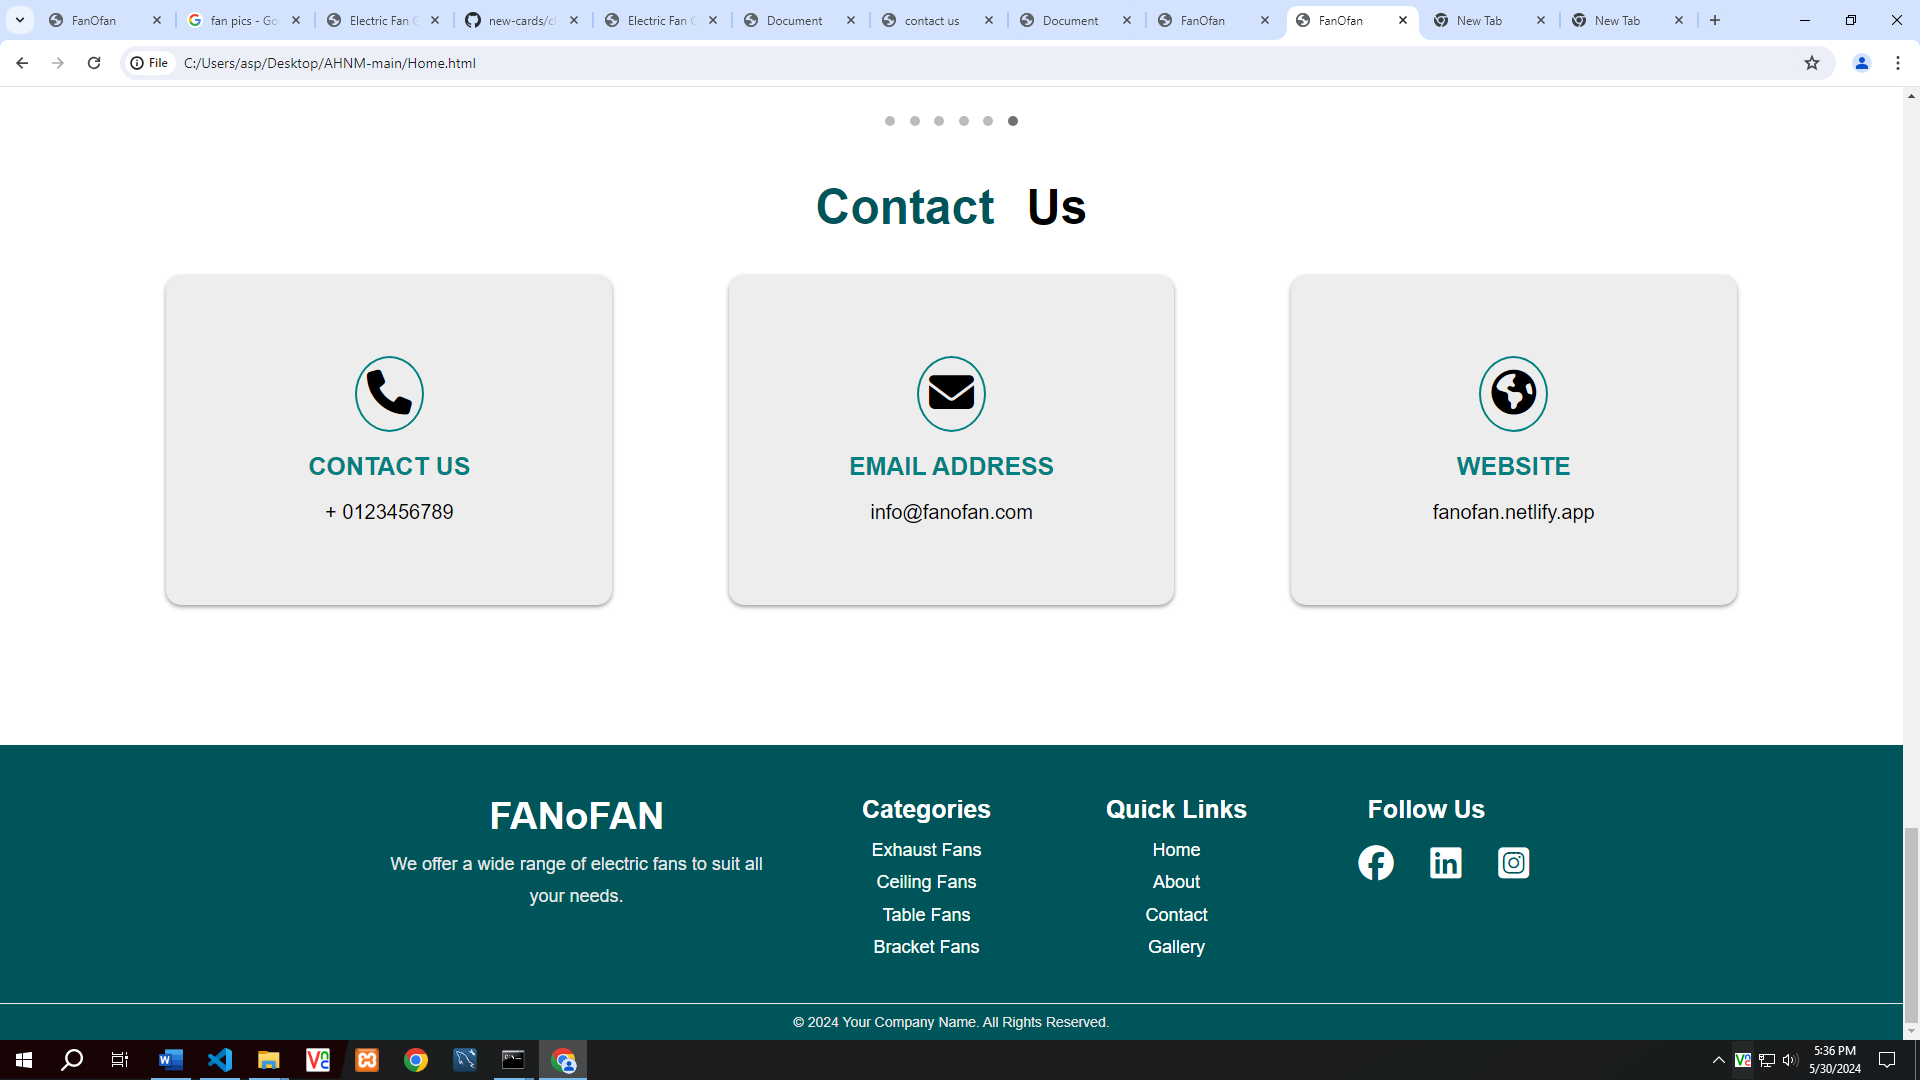 FanOfan
fan pics - Go
Electric Fan
new-cards/c
Electric Fan
Document
contact us
Document
FanOfan
FanOfan
New Tab
New Tab
File C:/Users/asp/Desktop/AHNM-main/Home.html
Contact Us
CONTACT US
+ 0123456789
EMAIL ADDRESS
info@fanofan.com
WEBSITE
fanofan.netlify.app
FANoFAN
We offer a wide range of electric fans to suit all
your needs.
Categories
Exhaust Fans
Ceiling Fans
Table Fans
Bracket Fans
Quick Links
Home
About
Contact
Gallery
Follow Us
© 2024 Your Company Name. All Rights Reserved.
5:36 PM
5/30/2024